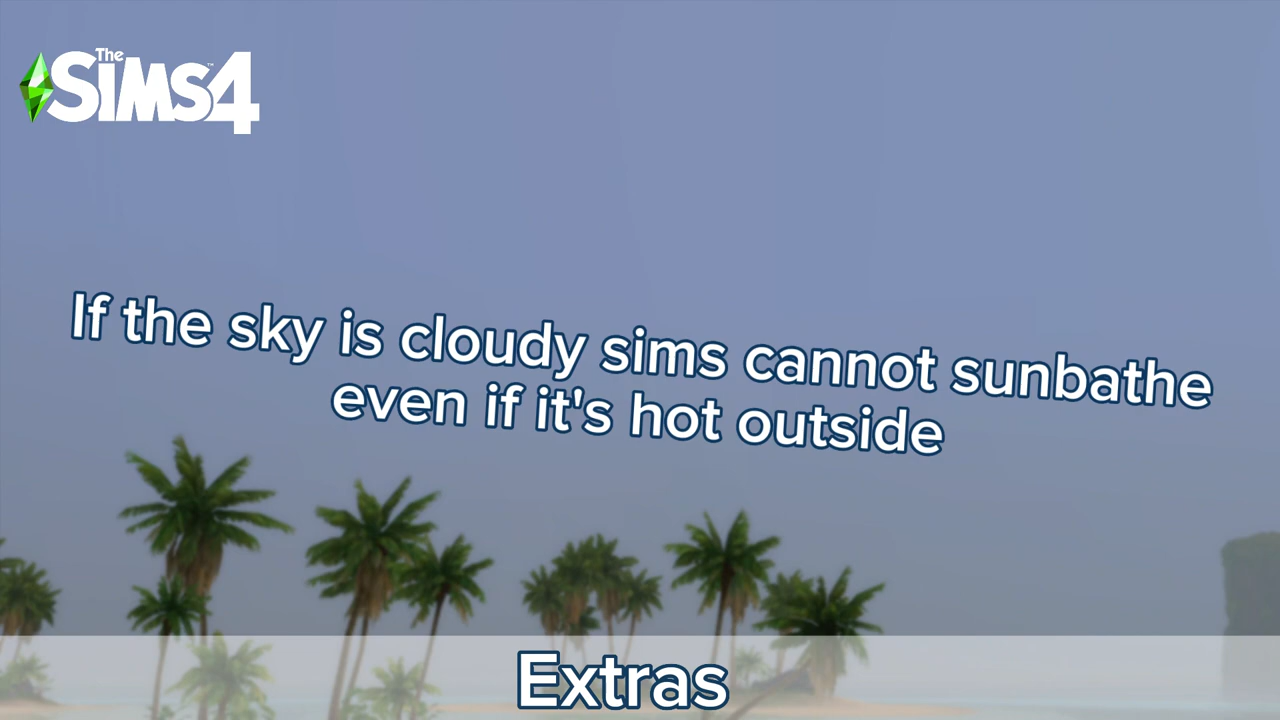 The
SiMS4
If the sky is cloudy sims cannot sunbathe
even if it's hot outside
Extras